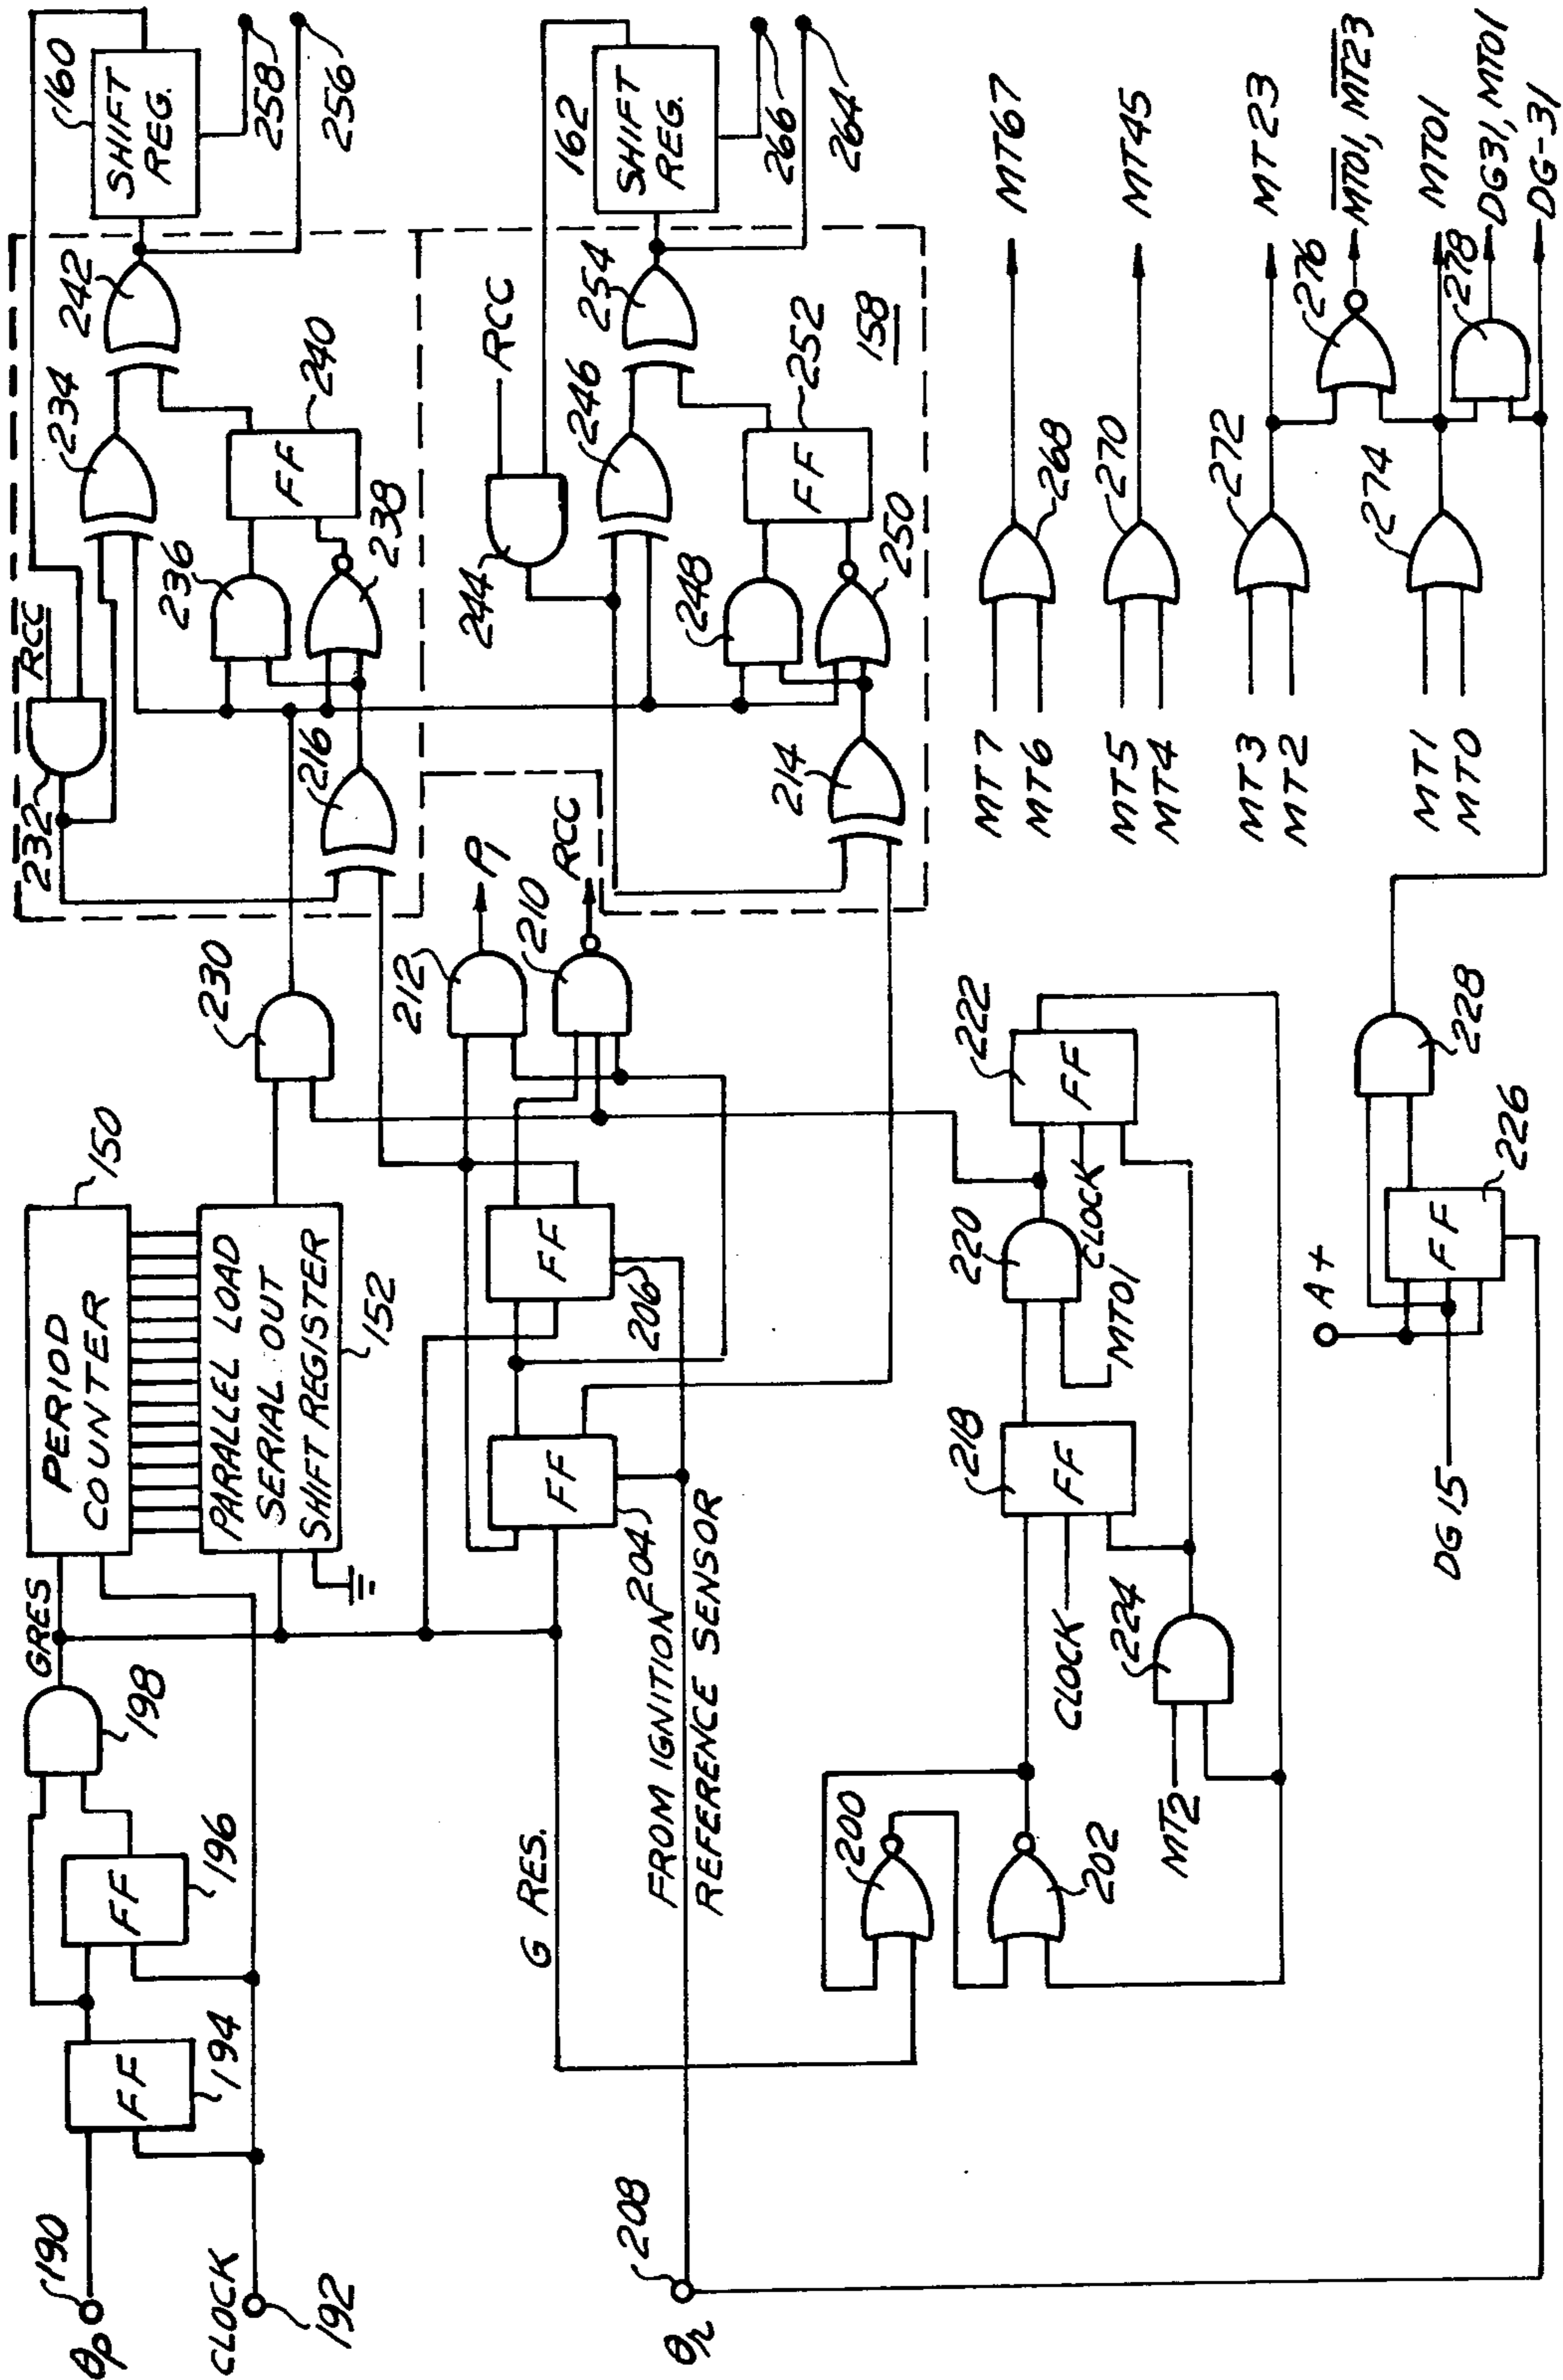 θp
190
CLOCK
192
FF
194
FF
196
198
GRES
PERIOD
COUNTER
150
PARALLEL LOAD
SERIAL OUT
SHIFT REGISTER
152
230
232
RCC
234
236
238
FF
240
242
216
SHIFT
REG.
160
258
256
244
RCC
246
248
250
FF
252
254
214
158
SHIFT
REG.
162
266
264
212
P1
210
RCC
FF
204
FF
206
G RES.
FROM IGNITION
REFERENCE SENSOR
θr
208
200
202
218
FF
CLOCK
220
MT01
CLOCK
222
FF
224
MT2
A+
DG 15
FF
226
228
MT7
MT6
268
MT67
MT5
MT4
270
MT45
MT3
MT2
272
MT23
276
MT01, MT23
MT1
MT0
274
MT01
278
DG31, MT01
DG-31